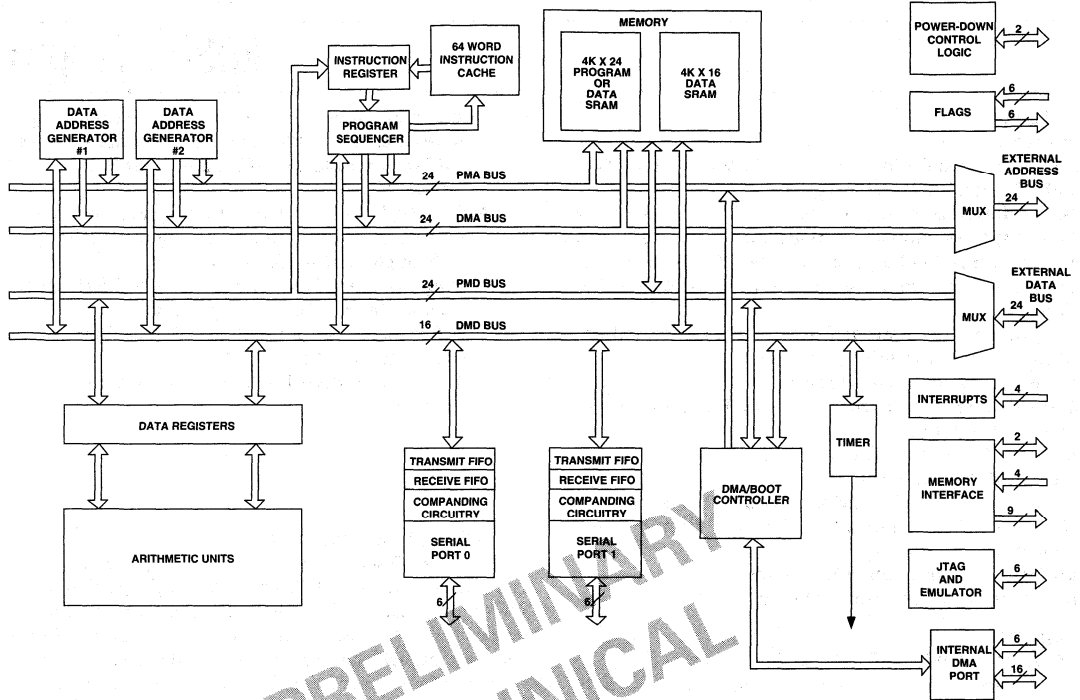 MEMORY
4K X 24
PROGRAM
OR
DATA
SRAM
4K X 16
DATA
SRAM
64 WORD
INSTRUCTION
CACHE
INSTRUCTION
REGISTER
PROGRAM
SEQUENCER
DATA
ADDRESS
GENERATOR
#1
DATA
ADDRESS
GENERATOR
#2
POWER-DOWN
CONTROL
LOGIC
2
FLAGS
6
6
24 PMA BUS
24 DMA BUS
24 PMD BUS
16 DMD BUS
MUX
EXTERNAL
ADDRESS
BUS
24
MUX
EXTERNAL
DATA
BUS
24
DATA REGISTERS
ARITHMETIC UNITS
TRANSMIT FIFO
RECEIVE FIFO
COMPANDING
CIRCUITRY
SERIAL
PORT 0
6
TRANSMIT FIFO
RECEIVE FIFO
COMPANDING
CIRCUITRY
SERIAL
PORT 1
6
DMA/BOOT
CONTROLLER
TIMER
INTERRUPTS
4
MEMORY
INTERFACE
2
4
9
JTAG
AND
EMULATOR
6
INTERNAL
DMA
PORT
6
16
PRELIMINARY
TECHNICAL